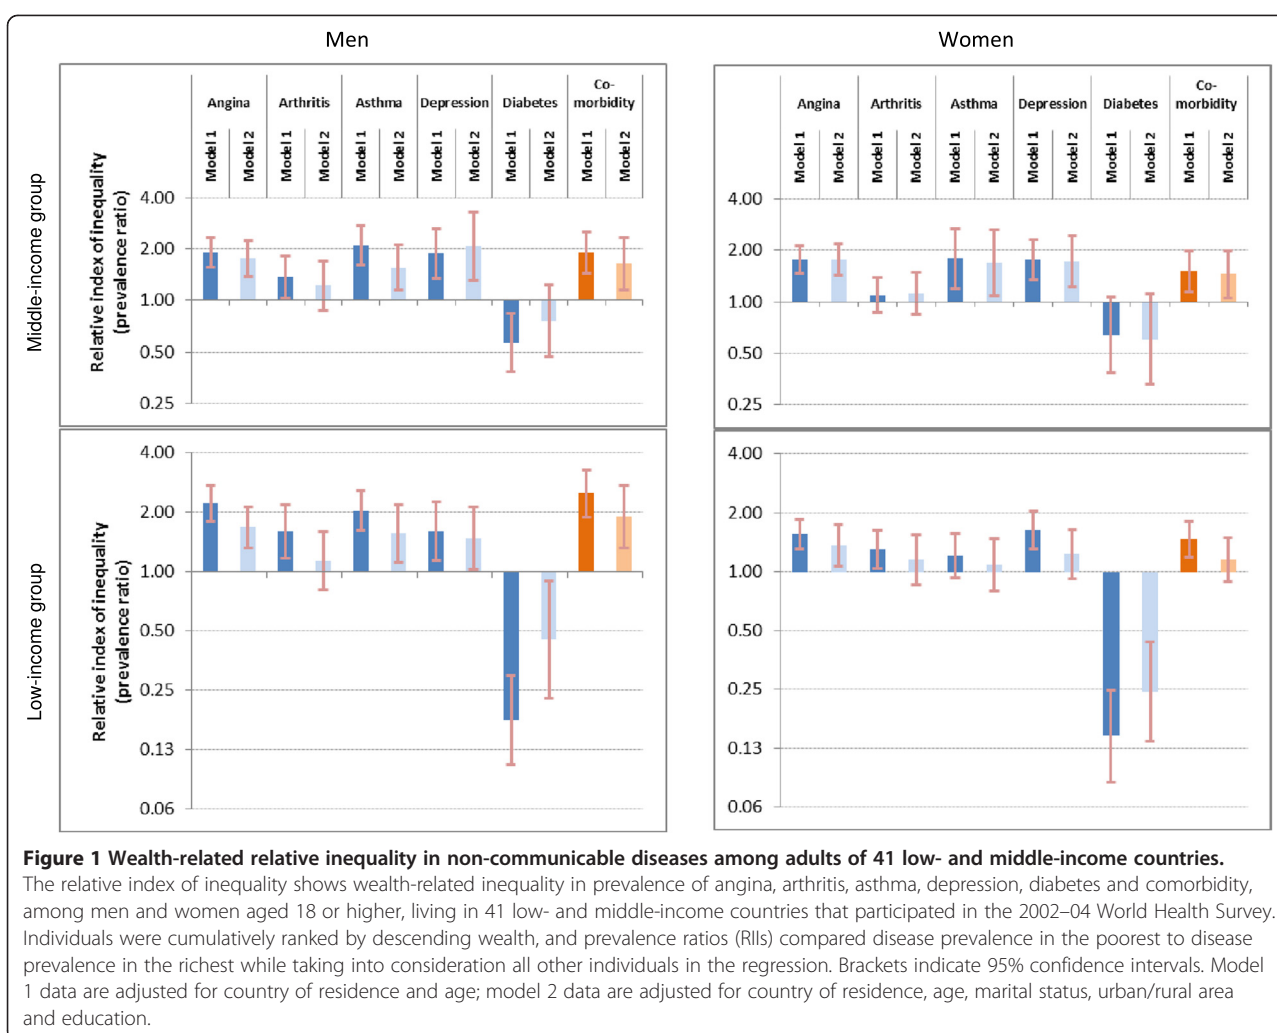 Men
Women
Middle-income group
Relative index of inequality
(prevalence ratio)
Angina
Arthritis
Asthma
Depression
Diabetes
Co-
morbidity
Model 1
Model 2
Model 1
Model 2
Model 1
Model 2
Model 1
Model 2
Model 1
Model 2
Model 1
Model 2
4.00
2.00
1.00
0.50
0.25
Relative index of inequality
(prevalence ratio)
Angina
Arthritis
Asthma
Depression
Diabetes
Co-
morbidity
Model 1
Model 2
Model 1
Model 2
Model 1
Model 2
Model 1
Model 2
Model 1
Model 2
Model 1
Model 2
4.00
2.00
1.00
0.50
0.25
Low-income group
Relative index of inequality
(prevalence ratio)
4.00
2.00
1.00
0.50
0.25
0.13
0.06
4.00
2.00
1.00
0.50
0.25
0.13
0.06
Figure 1 Wealth-related relative inequality in non-communicable diseases among adults of 41 low- and middle-income countries.
The relative index of inequality shows wealth-related inequality in prevalence of angina, arthritis, asthma, depression, diabetes and comorbidity,
among men and women aged 18 or higher, living in 41 low- and middle-income countries that participated in the 2002–04 World Health Survey.
Individuals were cumulatively ranked by descending wealth, and prevalence ratios (RIIs) compared disease prevalence in the poorest to disease
prevalence in the richest while taking into consideration all other individuals in the regression. Brackets indicate 95% confidence intervals. Model
1 data are adjusted for country of residence and age; model 2 data are adjusted for country of residence, age, marital status, urban/rural area
and education.